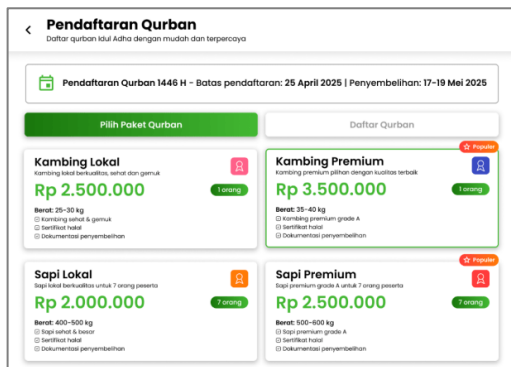 Pendaftaran Qurban
Daftar qurban Idul Adha dengan mudah dan terpercaya
Pendaftaran Qurban 1446 H - Batas pendaftaran: 25 April 2025 | Penyembelihan: 17-19 Mei 2025
Pilih Paket Qurban
Daftar Qurban
Kambing Lokal
Kambing lokal berkualitas, sehat dan gemuk
Rp 2.500.000
1 orang
Berat: 25-30 kg
Kambing sehat & gemuk
Sertifikat halal
Dokumentasi penyembelihan
Populer
Kambing Premium
Kambing premium pilihan dengan kualitas terbaik
Rp 3.500.000
1 orang
Berat: 35-40 kg
Kambing premium grade A
Sertifikat halal
Dokumentasi penyembelihan
Sapi Lokal
Sapi lokal berkualitas untuk 7 orang peserta
Rp 2.000.000
7 orang
Berat: 400-500 kg
Sapi sehat & besar
Sertifikat halal
Dokumentasi penyembelihan
Populer
Sapi Premium
Sapi premium grade A untuk 7 orang peserta
Rp 2.500.000
7 orang
Berat: 500-600 kg
Sapi premium grade A
Sertifikat halal
Dokumentasi penyembelihan